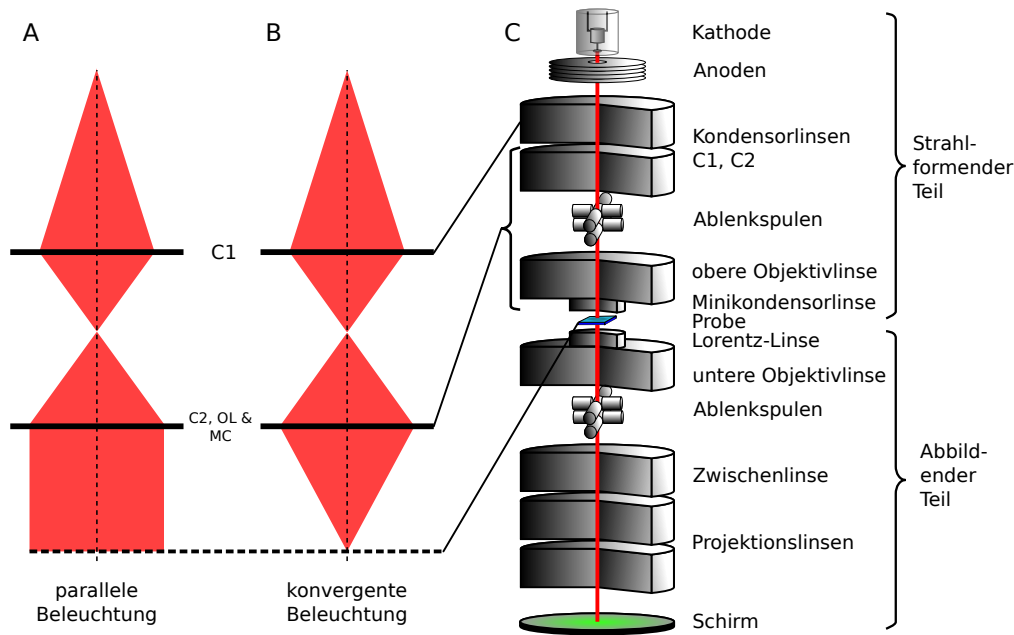 A
B
C
C1
C2, OL &
MC
parallele
Beleuchtung
konvergente
Beleuchtung
Kathode
Anoden
Kondensorlinsen
C1, C2
Ablenkspulen
obere Objektivlinse
Minikondensorlinse
Probe
Lorentz-Linse
untere Objektivlinse
Ablenkspulen
Zwischenlinse
Projektionslinsen
Schirm
Strahl-
formender
Teil
Abbild-
ender
Teil